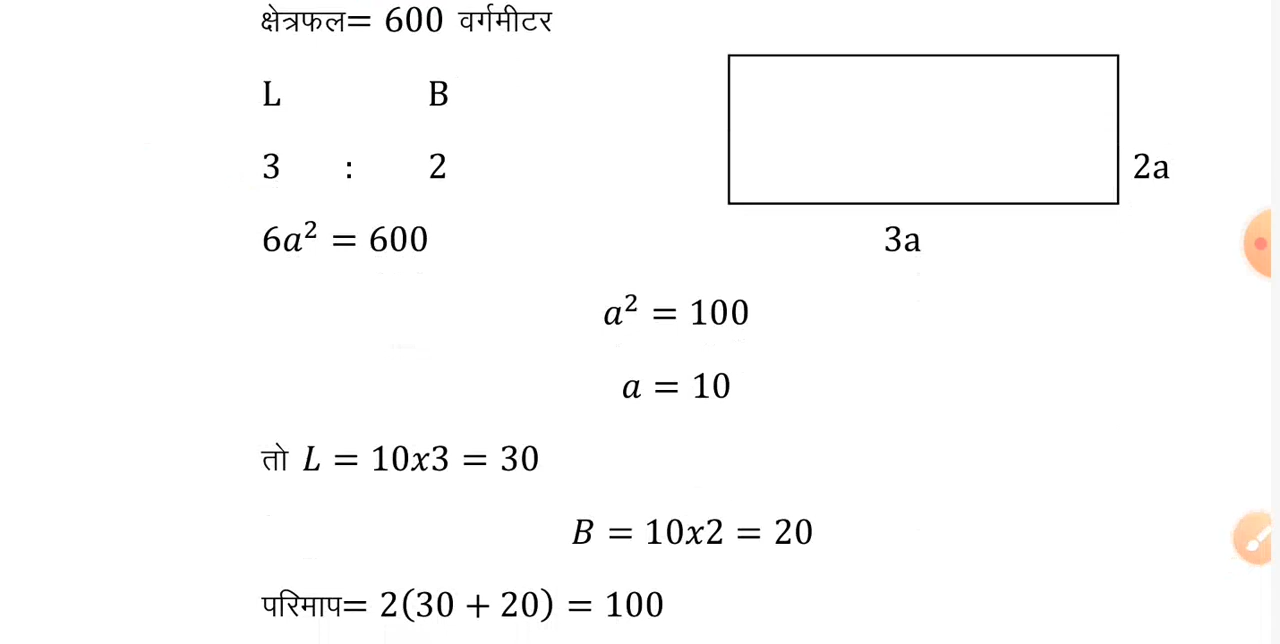 क्षेत्रफल= 600 वर्गमीटर
L B
3 : 2
2a
6a² = 600
3a
a² = 100
a = 10
तो L = 10x3 = 30
B = 10x2 = 20
परिमाप= 2(30 + 20) = 100